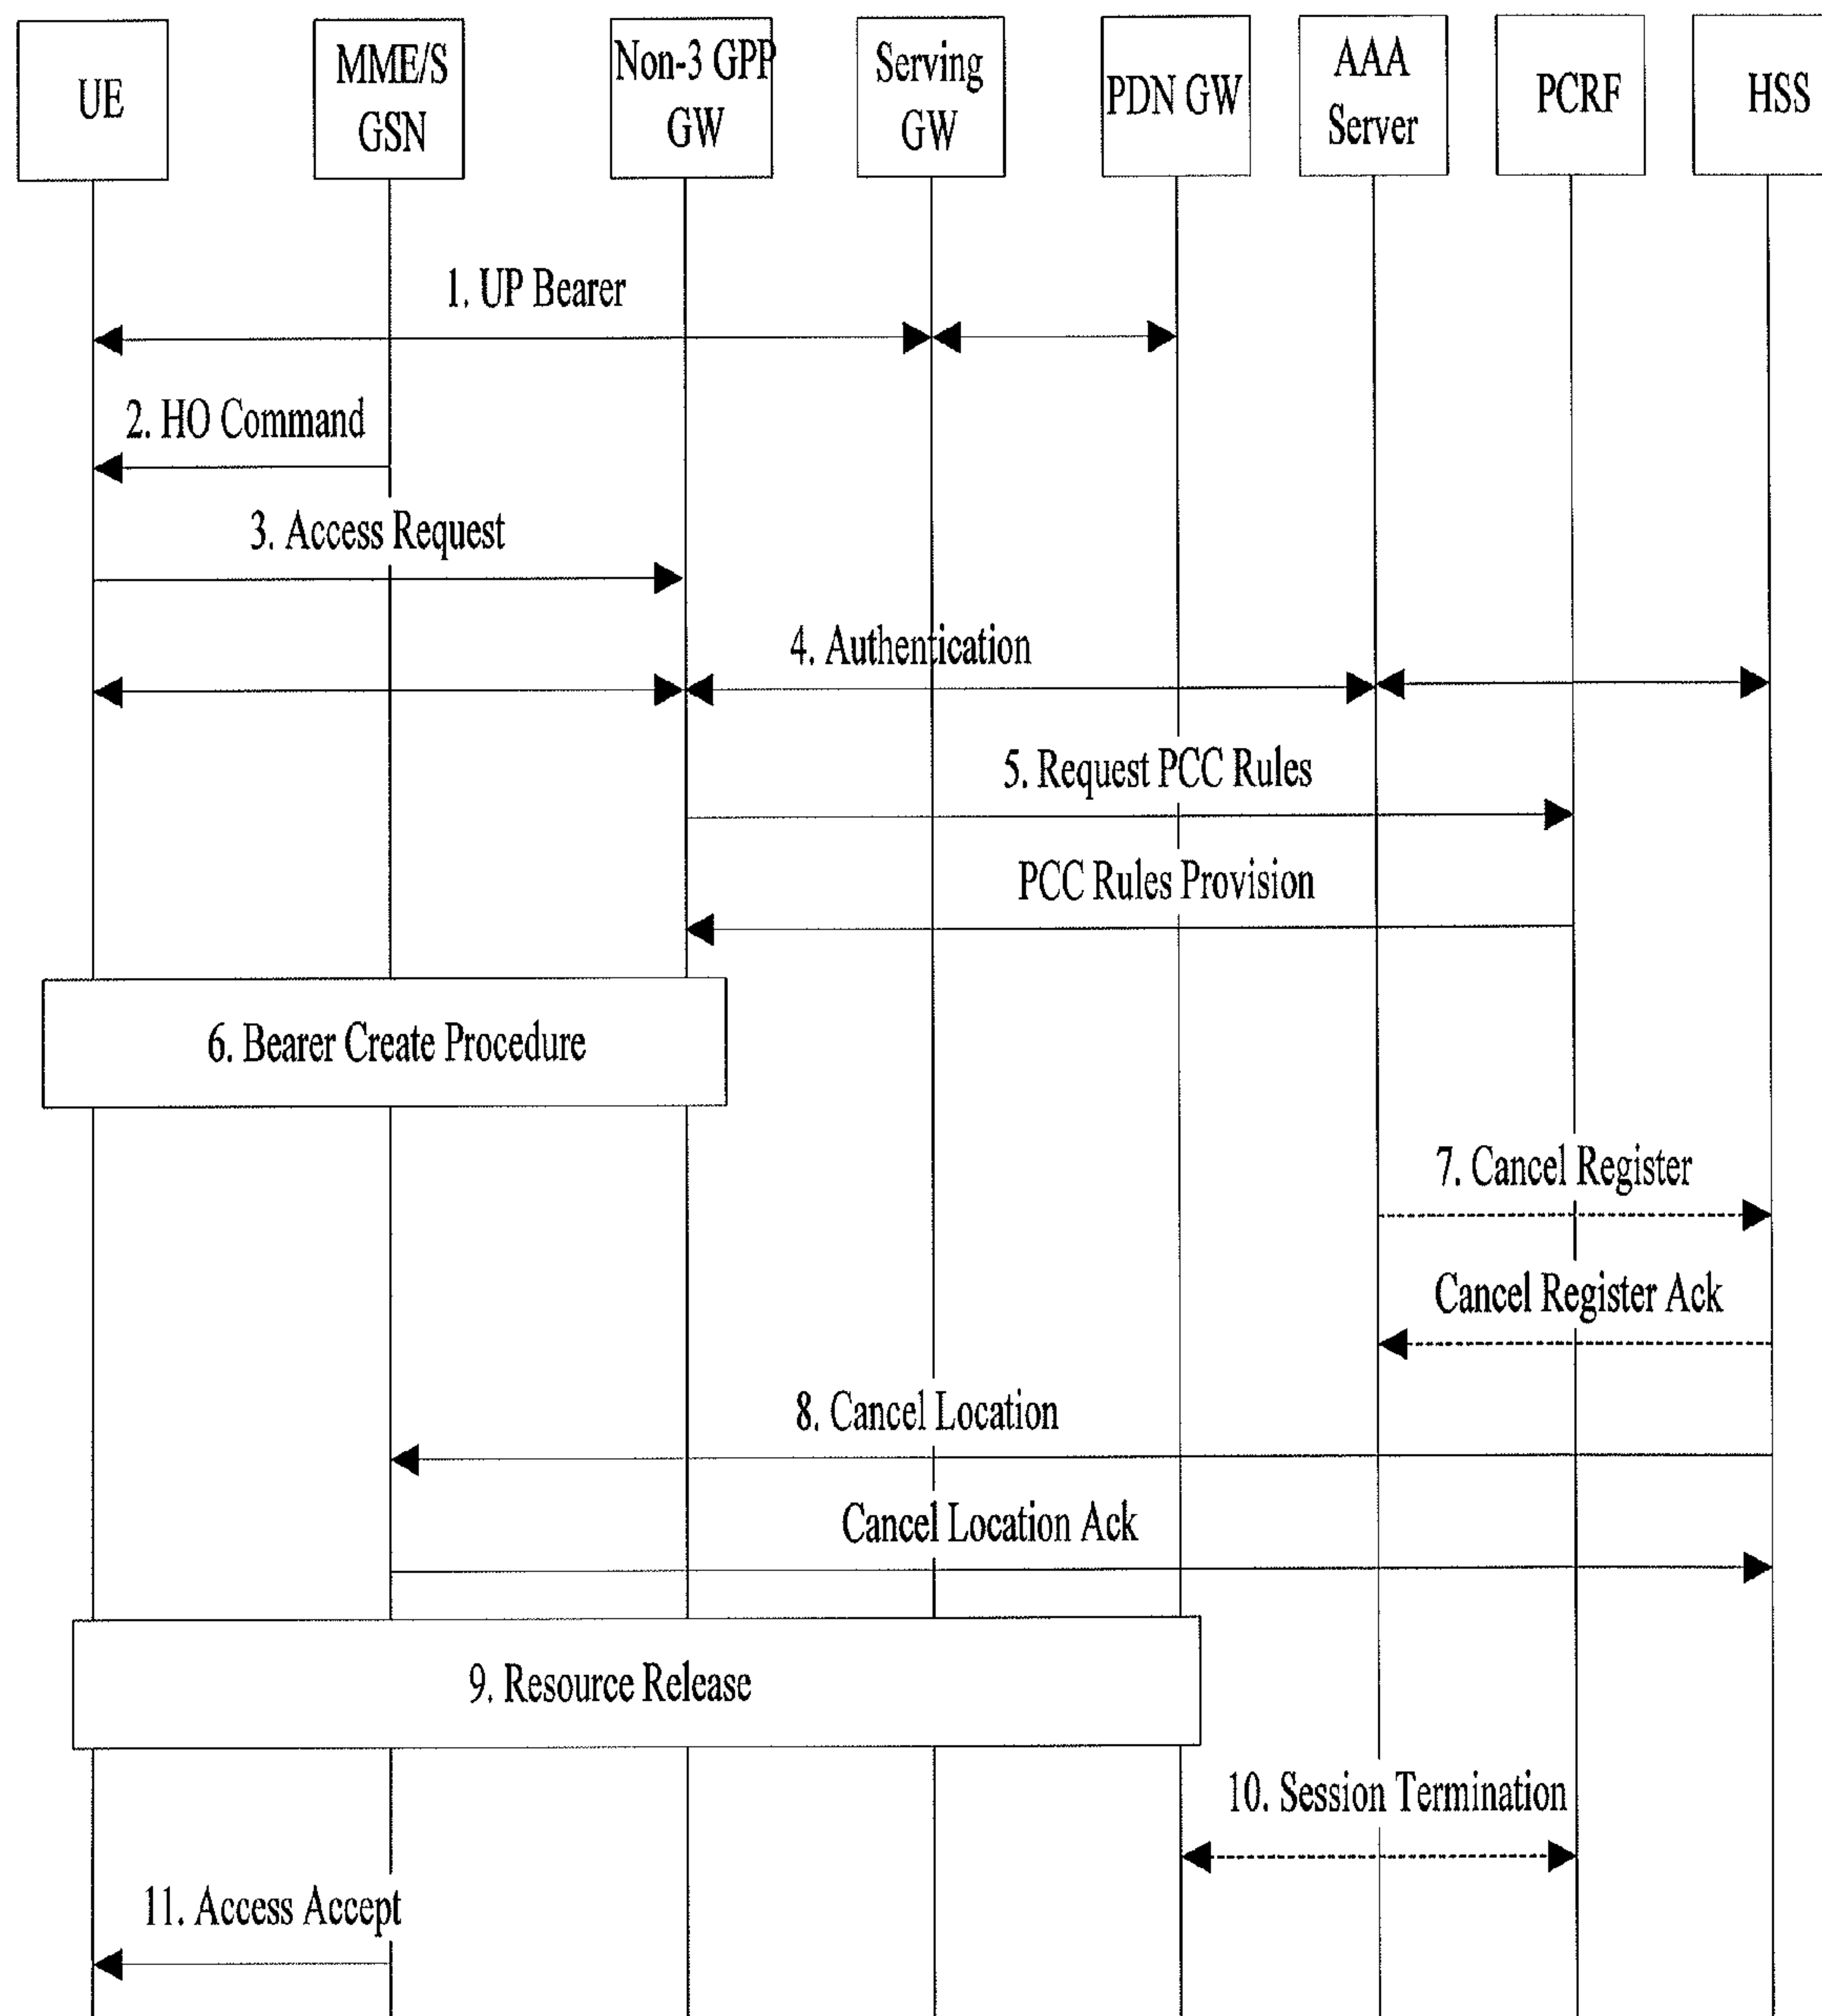 UE
MME/S
GSN
Non-3 GPP
GW
Serving
GW
PDN GW
AAA
Server
PCRF
HSS
1. UP Bearer
2. HO Command
3. Access Request
4. Authentication
5. Request PCC Rules
PCC Rules Provision
6. Bearer Create Procedure
7. Cancel Register
Cancel Register Ack
8. Cancel Location
Cancel Location Ack
9. Resource Release
10. Session Termination
11. Access Accept